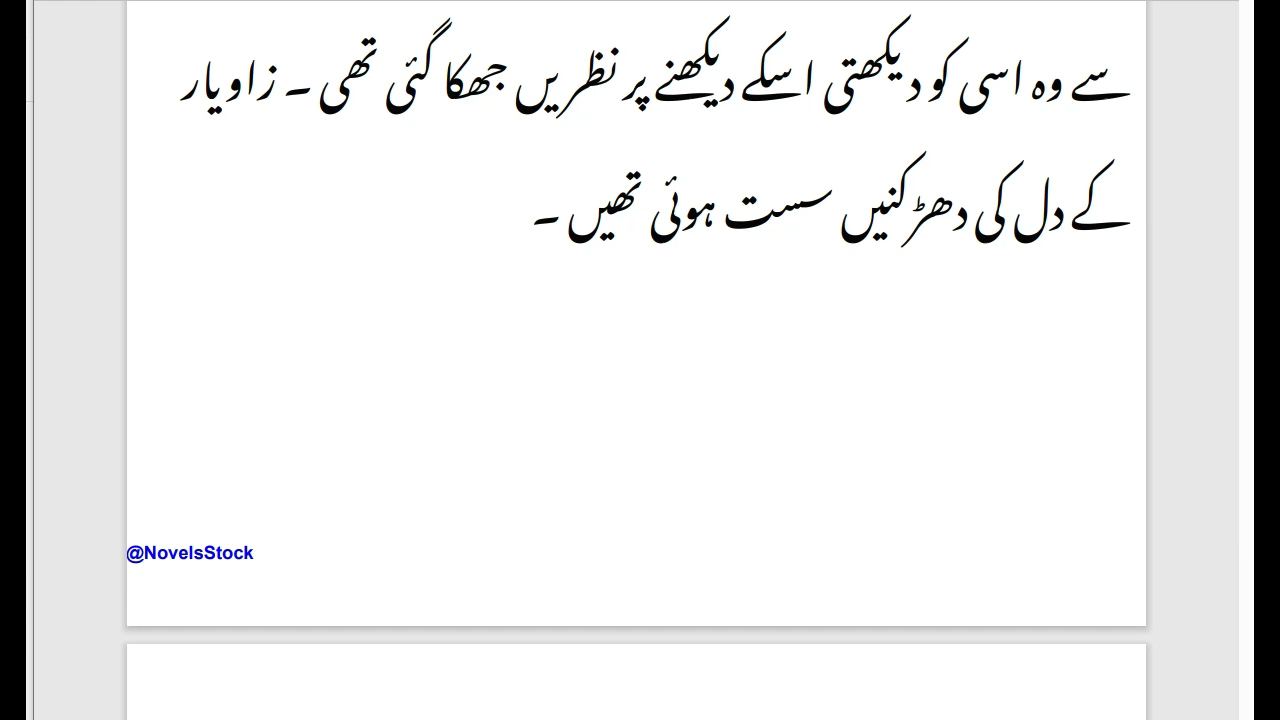 سے وہ اسی کو دیکھتی اسکے دیکھنے پر نظریں جھکا گئی تھی۔ زاویار
کے دل کی دھڑکنیں سست ہوئی تھیں۔
@NovelsStock